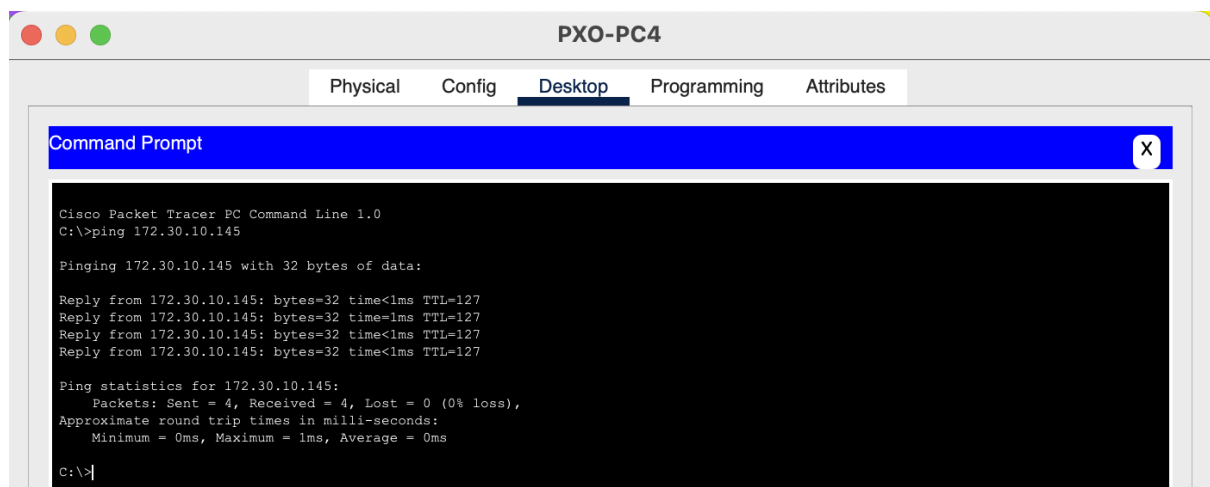 PXO-PC4
Physical Config Desktop Programming Attributes
Command Prompt
X
Cisco Packet Tracer PC Command Line 1.0
C:\>ping 172.30.10.145
Pinging 172.30.10.145 with 32 bytes of data:
Reply from 172.30.10.145: bytes=32 time<1ms TTL=127
Reply from 172.30.10.145: bytes=32 time=1ms TTL=127
Reply from 172.30.10.145: bytes=32 time<1ms TTL=127
Reply from 172.30.10.145: bytes=32 time<1ms TTL=127
Ping statistics for 172.30.10.145:
Packets: Sent = 4, Received = 4, Lost = 0 (0% loss),
Approximate round trip times in milli-seconds:
Minimum = 0ms, Maximum = 1ms, Average = 0ms
C:\>